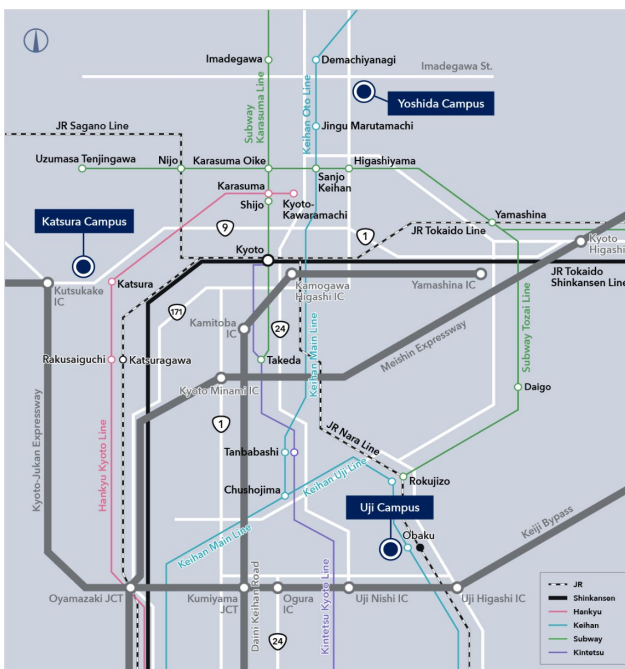 Imadegawa
Demachiyanagi
Imadegawa St.
Subway
Karasuma Line
Keihan Oto Line
Yoshida Campus
Jingu Marutamachi
JR Sagano Line
Uzumasa Tenjingawa
Nijo
Karasuma Oike
Sanjo
Keihan
Higashiyama
Karasuma
Shijo
Kyoto-
Kawaramachi
Katsura Campus
9
1
Yamashina
JR Tokaido Line
Kyoto
Kyoto
Higashi
Kutsukake
IC
Katsura
Kamogawa
Higashi IC
Yamashina IC
JR Tokaido
Shinkansen Line
171
Kamitoba
IC
24
Keihan Main Line
Meishin Expressway
Subway Tozai Line
Rakusaiguchi
Katsuragawa
Takeda
Kyoto Minami IC
Daigo
Kyoto-Jukan Expressway
Hankyu Kyoto Line
1
JR Nara Line
Tanbabashi
Keihan Uji Line
Rokujizo
Chushojima
Uji Campus
Keihan Main Line
Obaku
Keiji Bypass
Oyamazaki JCT
Kumiyama
JCT
Daini Keihan Road
Ogura
IC
Kintetsu Kyoto Line
Uji Nishi IC
Uji Higashi IC
24
JR
Shinkansen
Hankyu
Keihan
Subway
Kintetsu